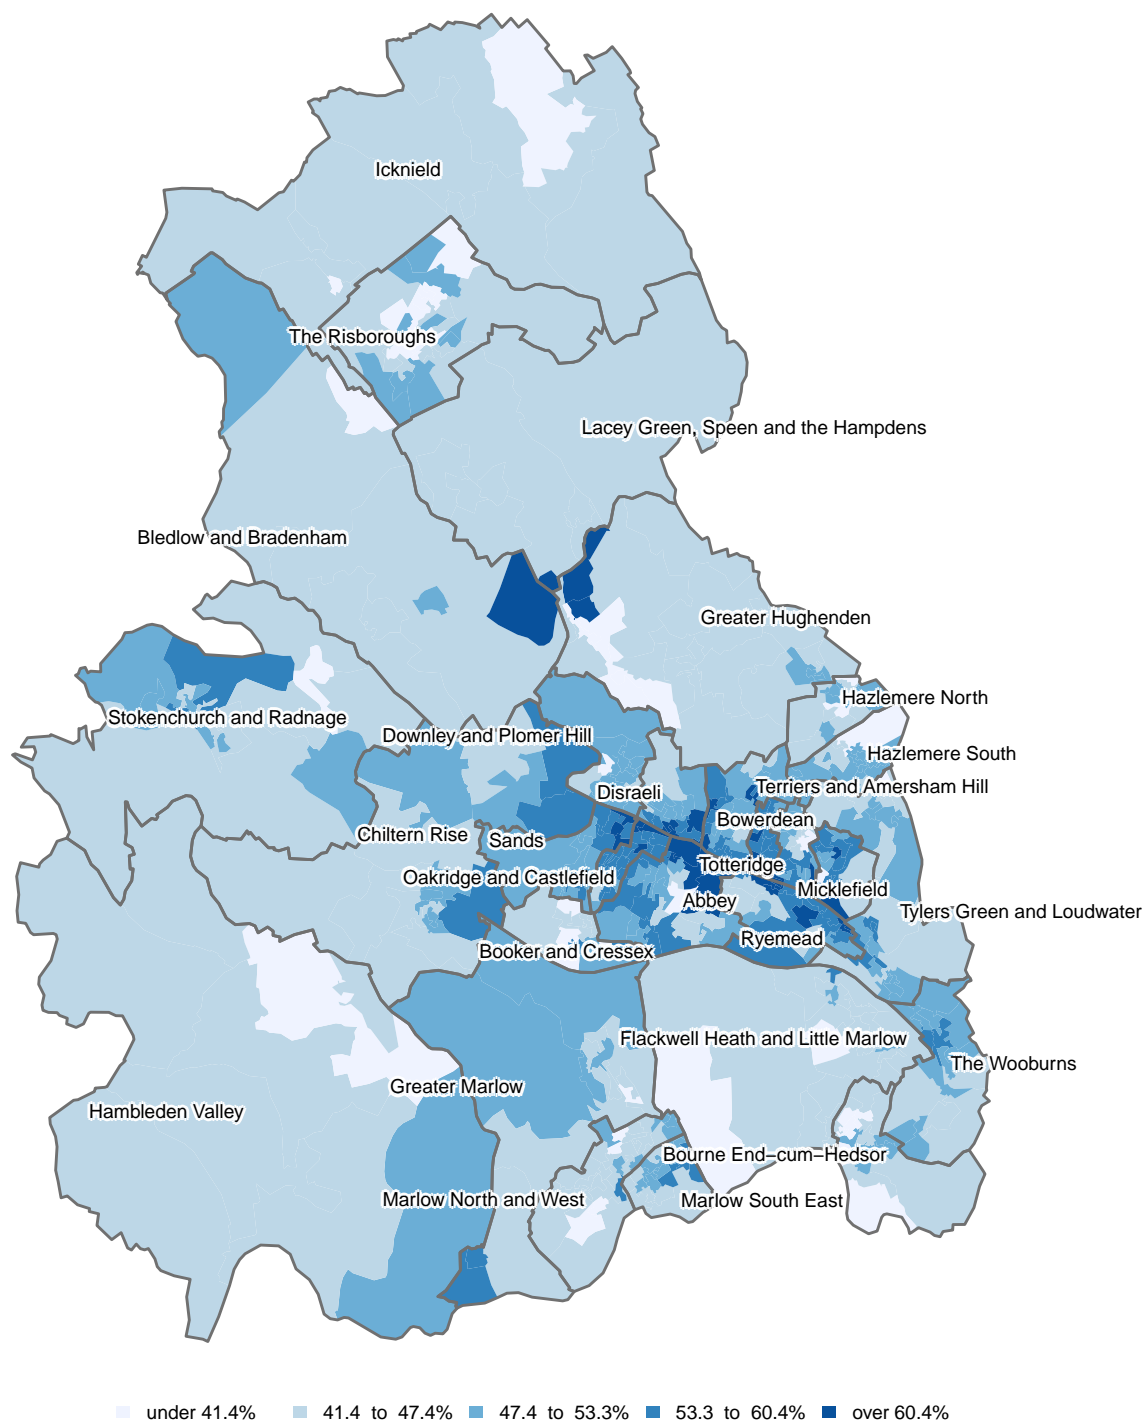 Icknield
The Risboroughs
Lacey Green, Speen and the Hampdens
Bledlow and Bradenham
Greater Hughenden
Hazlemere North
Stokenchurch and Radnage
Downley and Plomer Hill
Hazlemere South
Terriers and Amersham Hill
Disraeli
Bowerdean
Chiltern Rise
Sands
Totteridge
Oakridge and Castlefield
Micklefield
Abbey
Tylers Green and Loudwater
Ryemead
Booker and Cressex
Flackwell Heath and Little Marlow
The Wooburns
Greater Marlow
Hambleden Valley
Bourne End–cum–Hedsor
Marlow North and West
Marlow South East
under 41.4% 41.4 to 47.4% 47.4 to 53.3% 53.3 to 60.4% over 60.4%